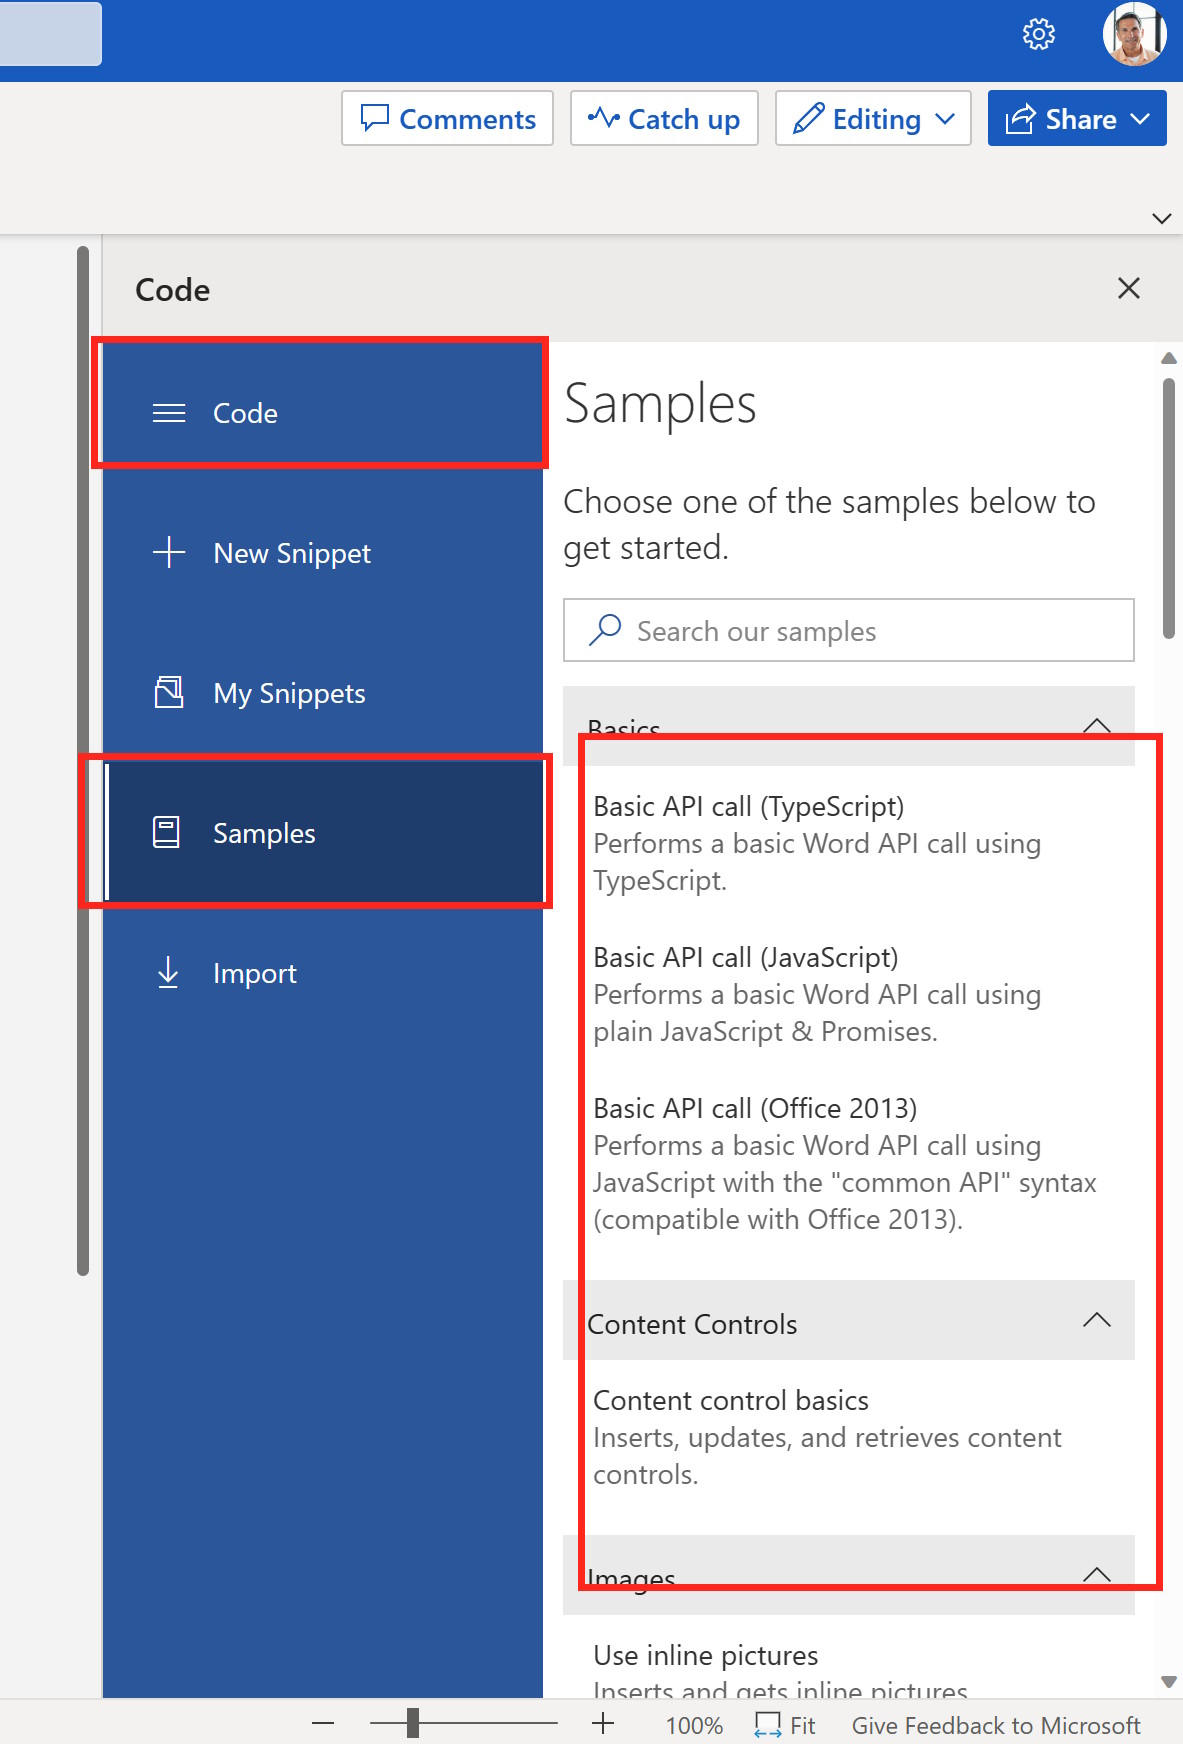 Comments
Catch up
Editing
Share
Code
Code
New Snippet
My Snippets
Samples
Import
Samples
Choose one of the samples below to
get started.
Search our samples
Basics
Basic API call (TypeScript)
Performs a basic Word API call using
TypeScript.
Basic API call (JavaScript)
Performs a basic Word API call using
plain JavaScript & Promises.
Basic API call (Office 2013)
Performs a basic Word API call using
JavaScript with the "common API" syntax
(compatible with Office 2013).
Content Controls
Content control basics
Inserts, updates, and retrieves content
controls.
Images
Use inline pictures
Inserts and gets inline pictures
100%
Fit
Give Feedback to Microsoft